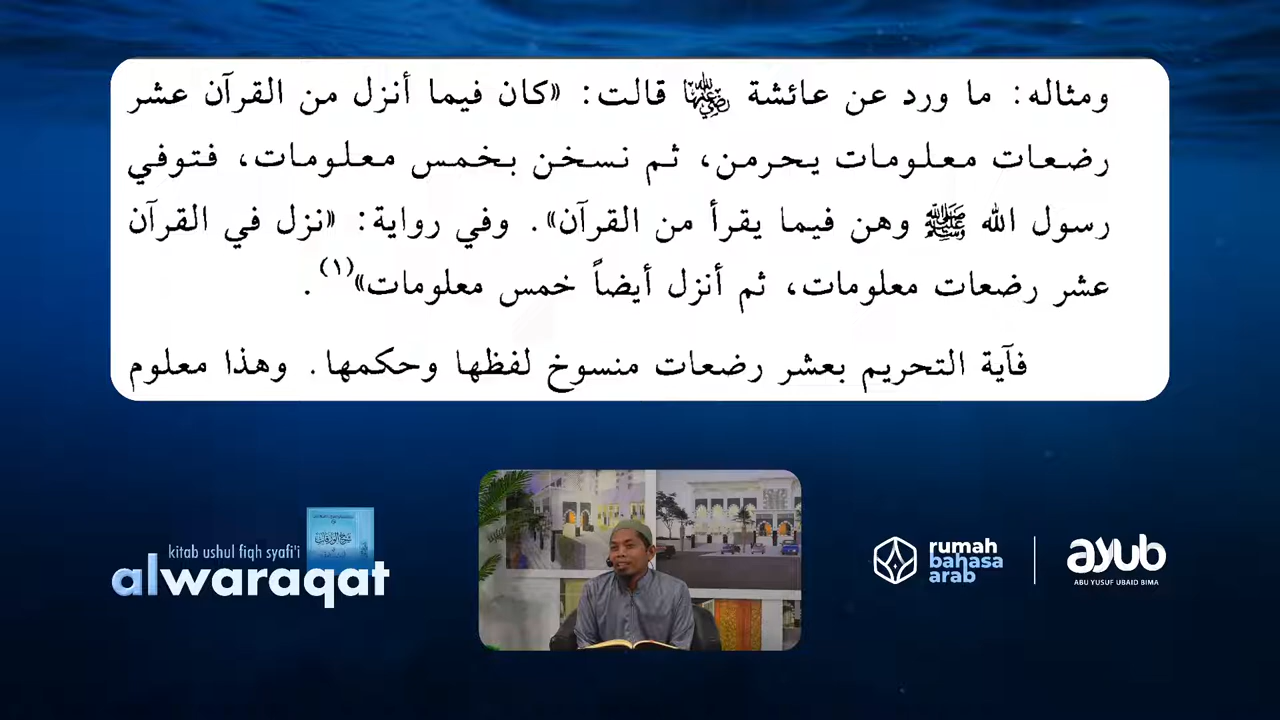 ومثاله: ما ورد عن عائشة رضي الله عنها قالت: «كان فيما أنزل من القرآن عشر
رضعات معلومات يحرمن، ثم نسخن بخمس معلومات، فتوفي
رسول الله ﷺ وهن فيما يقرأ من القرآن». وفي رواية: «نزل في القرآن
عشر رضعات معلومات، ثم أنزل أيضاً خمس معلومات»(١).
فآية التحريم بعشر رضعات منسوخ لفظها وحكمها. وهذا معلوم
kitab ushul fiqh syafi'i
alwaraqat
شرح الورقات
rumah
bahasa
arab
ayub
ABU YUSUF UBAID BIMA